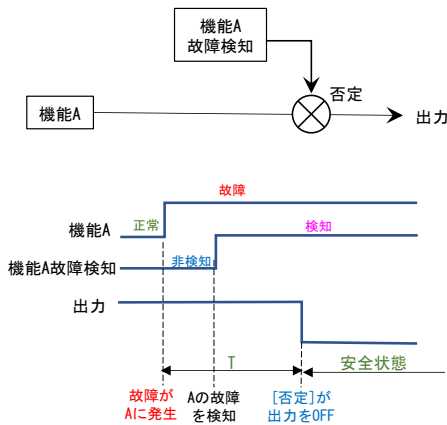 機能A
故障検知
否定
機能A
出力
故障
正常
機能A
検知
非検知
機能A故障検知
出力
T
安全状態
故障が
Aに発生
Aの故障
を検知
[否定]が
出力をOFF